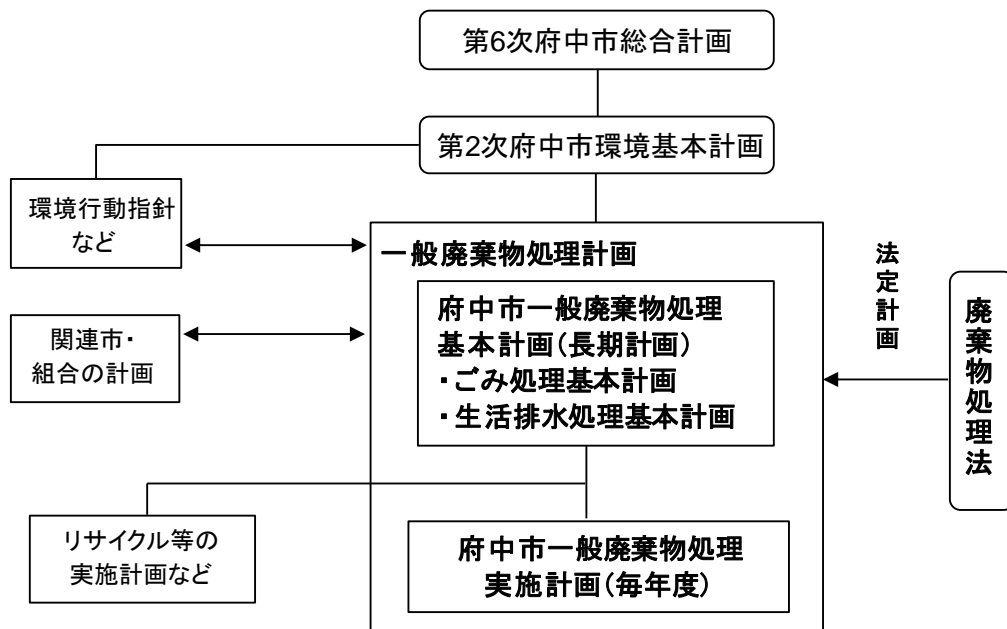 第6次府中市総合計画
第2次府中市環境基本計画
環境行動指針
など
一般廃棄物処理計画
法定計画
廃棄物処理法
府中市一般廃棄物処理
基本計画(長期計画)
・ごみ処理基本計画
・生活排水処理基本計画
関連市・
組合の計画
リサイクル等の
実施計画など
府中市一般廃棄物処理
実施計画(毎年度)